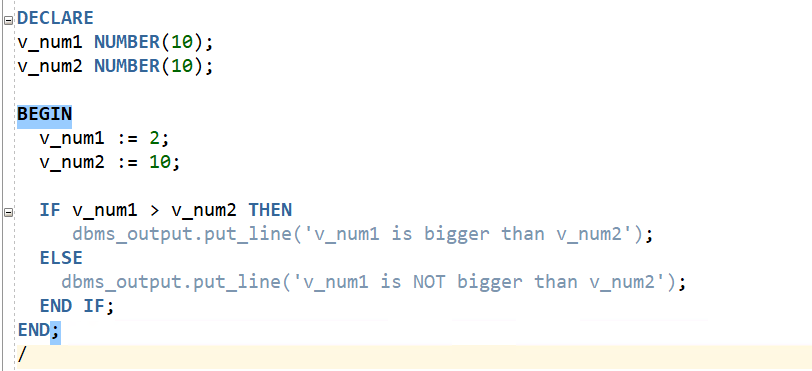 DECLARE
v_num1 NUMBER(10);
v_num2 NUMBER(10);
BEGIN
v_num1 := 2;
v_num2 := 10;
IF v_num1 > v_num2 THEN
dbms_output.put_line('v_num1 is bigger than v_num2');
ELSE
dbms_output.put_line('v_num1 is NOT bigger than v_num2');
END IF;
END;
/